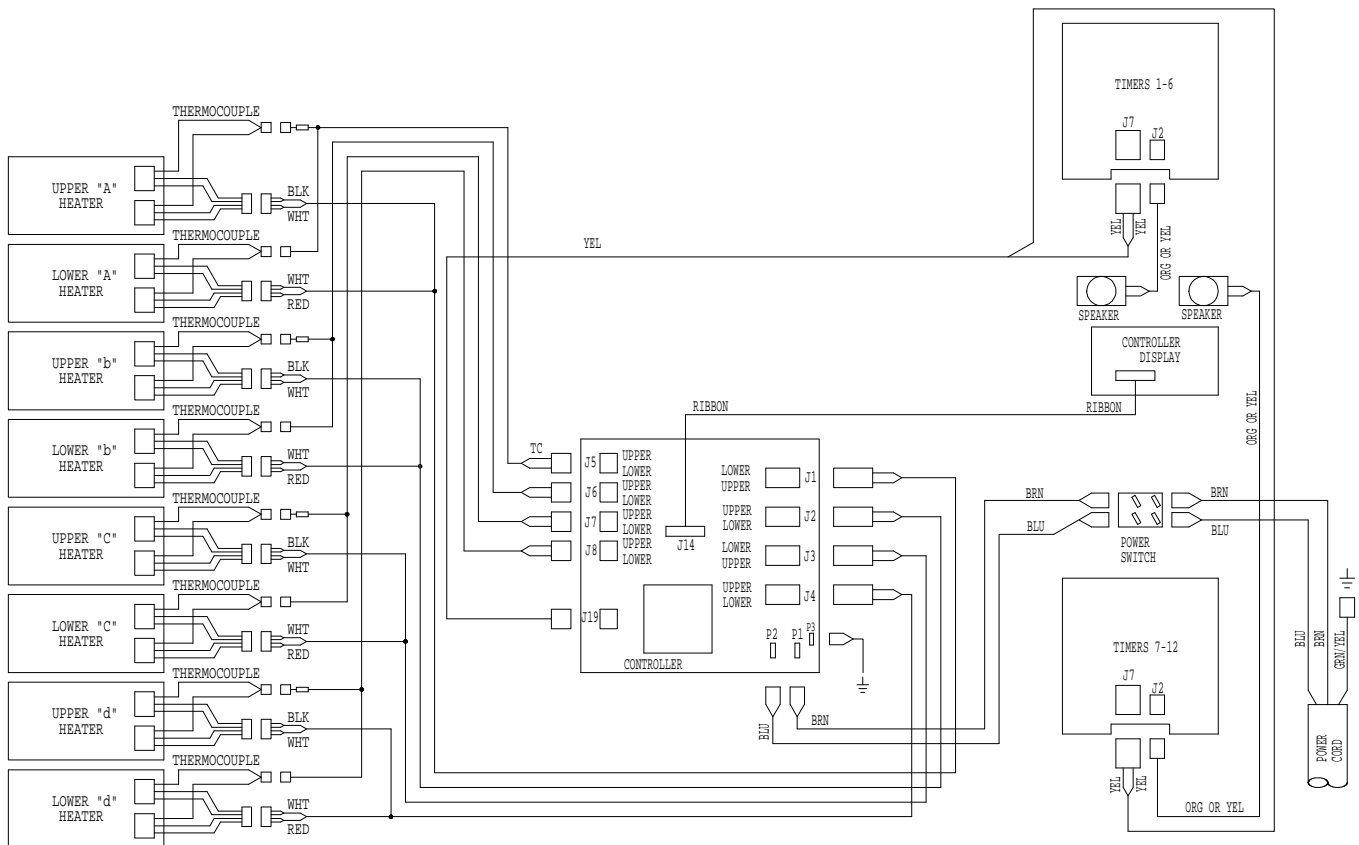 THERMOCOUPLE
UPPER "A"
HEATER
BLK
WHT
THERMOCOUPLE
LOWER "A"
HEATER
WHT
RED
THERMOCOUPLE
UPPER "b"
HEATER
BLK
WHT
THERMOCOUPLE
LOWER "b"
HEATER
WHT
RED
THERMOCOUPLE
UPPER "C"
HEATER
BLK
WHT
THERMOCOUPLE
LOWER "C"
HEATER
WHT
RED
THERMOCOUPLE
UPPER "d"
HEATER
BLK
WHT
THERMOCOUPLE
LOWER "d"
HEATER
WHT
RED
YEL
TC
RIBBON
RIBBON
J5
UPPER
LOWER
J6
UPPER
LOWER
J7
UPPER
LOWER
J8
UPPER
LOWER
J19
J14
LOWER
UPPER
J1
UPPER
LOWER
J2
LOWER
UPPER
J3
UPPER
LOWER
J4
P2
P1
P3
CONTROLLER
BLU
BRN
TIMERS 1-6
J7
J2
YEL
YEL
ORG OR YEL
SPEAKER
SPEAKER
CONTROLLER
DISPLAY
ORG OR YEL
BRN
BLU
POWER
SWITCH
BRN
BLU
TIMERS 7-12
J7
J2
YEL
YEL
ORG OR YEL
BLU
BRN
GRN/YEL
POWER
CORD